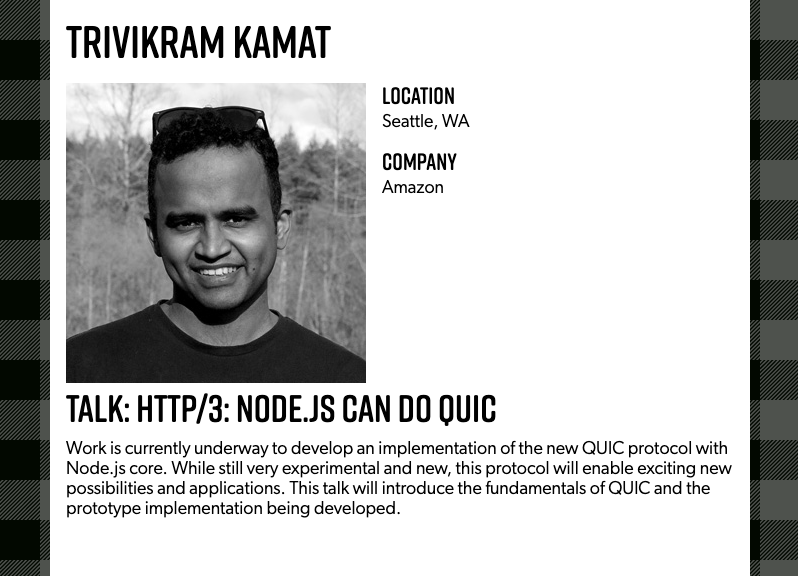 TRIVIKRAM KAMAT
LOCATION
Seattle, WA
COMPANY
Amazon
TALK: HTTP/3: NODE.JS CAN DO QUIC
Work is currently underway to develop an implementation of the new QUIC protocol with
Node.js core. While still very experimental and new, this protocol will enable exciting new
possibilities and applications. This talk will introduce the fundamentals of QUIC and the
prototype implementation being developed.